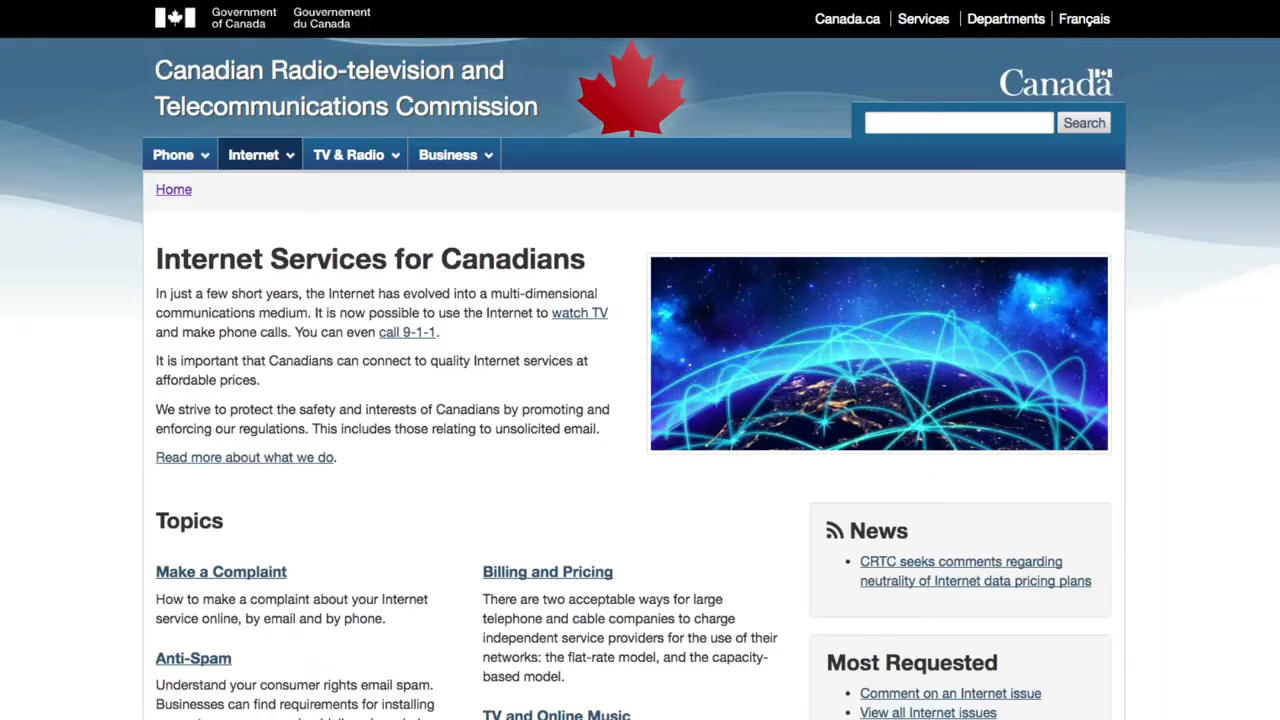 Government
of Canada
Gouvernement
du Canada
Canada.ca
Services
Departments
Français
Canadian Radio-television and
Telecommunications Commission
Canada
Search
Phone
Internet
TV & Radio
Business
Home
Internet Services for Canadians
In just a few short years, the Internet has evolved into a multi-dimensional
communications medium. It is now possible to use the Internet to watch TV
and make phone calls. You can even call 9-1-1.
It is important that Canadians can connect to quality Internet services at
affordable prices.
We strive to protect the safety and interests of Canadians by promoting and
enforcing our regulations. This includes those relating to unsolicited email.
Read more about what we do.
Topics
Make a Complaint
How to make a complaint about your Internet
service online, by email and by phone.
Anti-Spam
Understand your consumer rights email spam.
Businesses can find requirements for installing
Billing and Pricing
There are two acceptable ways for large
telephone and cable companies to charge
independent service providers for the use of their
networks: the flat-rate model, and the capacity-
based model.
TV and Online Music
News
• CRTC seeks comments regarding
neutrality of Internet data pricing plans
Most Requested
• Comment on an Internet issue
• View all Internet issues